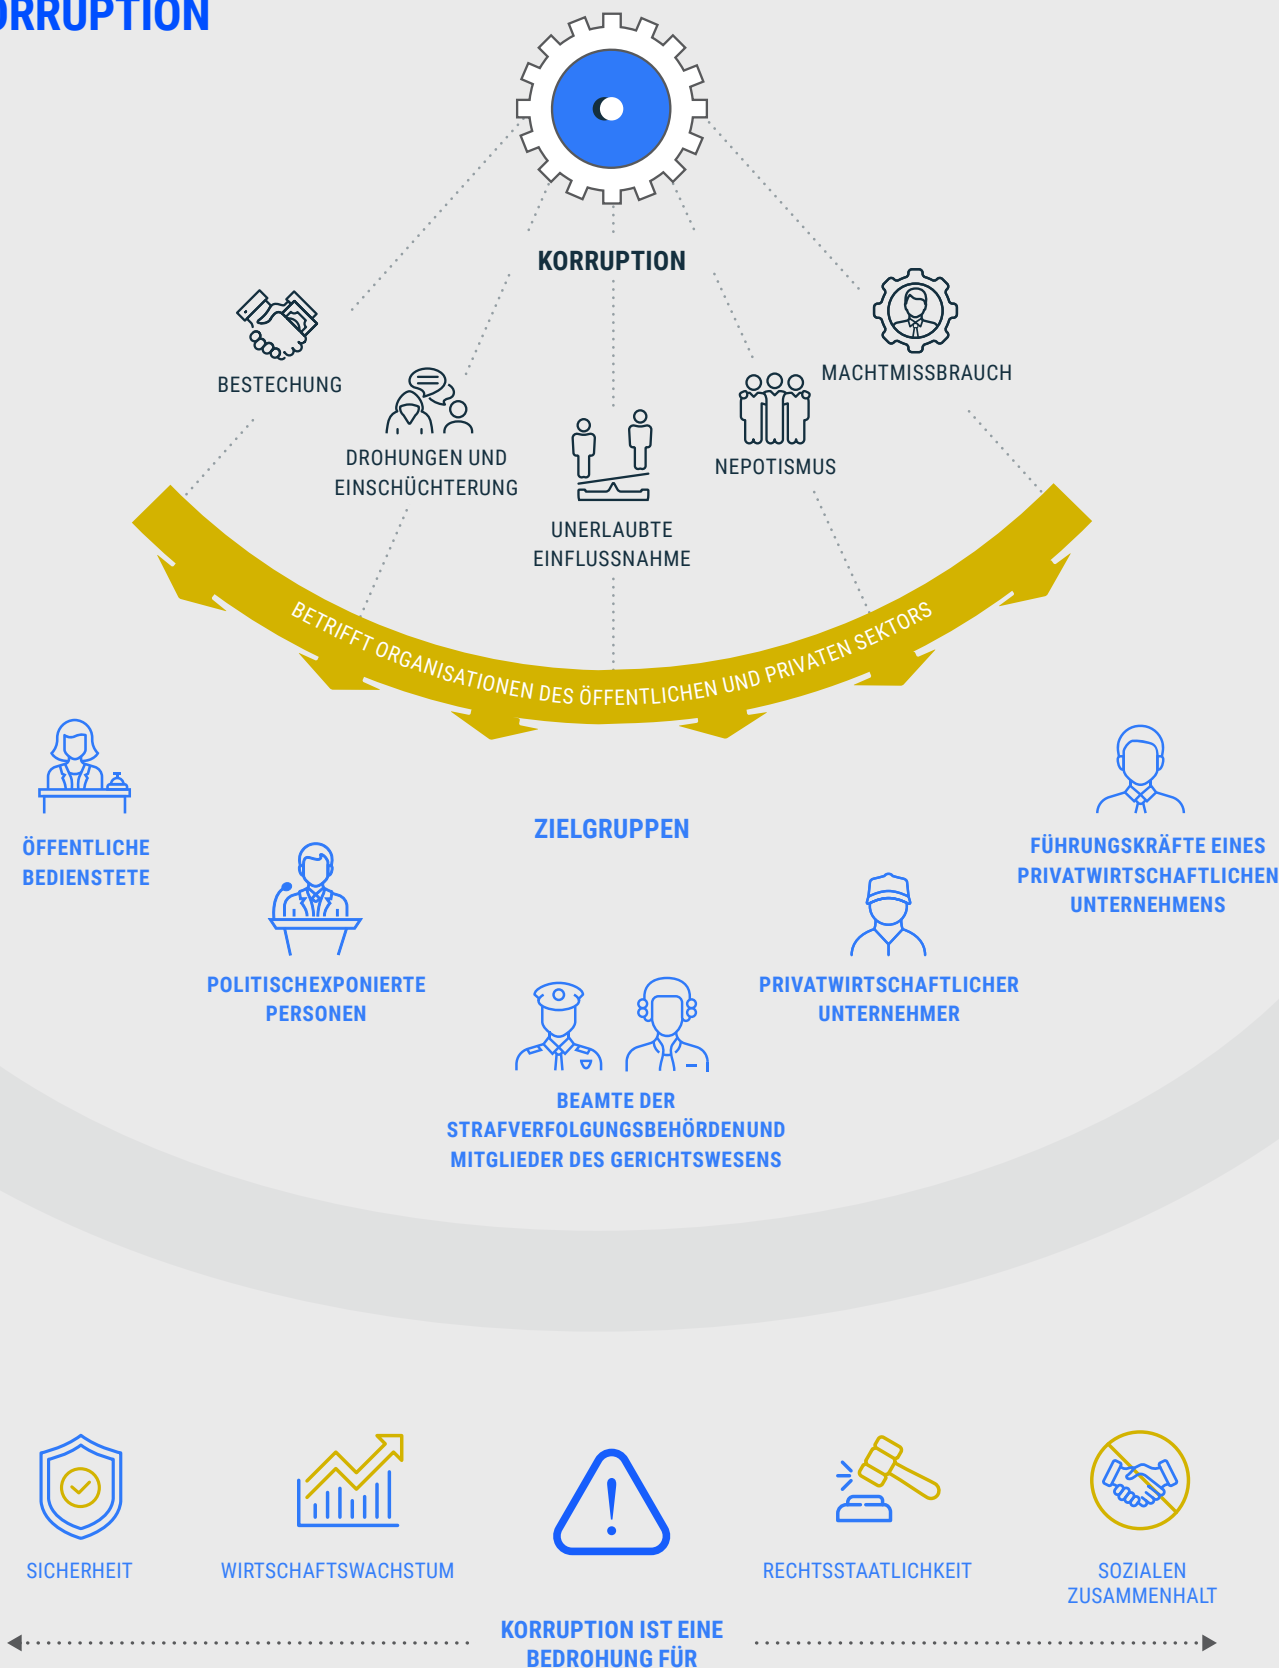 ORRUPTION
KORRUPTION
BESTECHUNG
DROHUNGEN UND
EINSCHÜCHTERUNG
UNERLAUBTE
EINFLUSSNAHME
NEPOTISMUS
MACHTMISSBRAUCH
BETRIFFT ORGANISATIONEN DES ÖFFENTLICHEN UND PRIVATEN SEKTORS
ZIELGRUPPEN
ÖFFENTLICHE
BEDIENSTETE
POLITISCHEXPONIERTE
PERSONEN
BEAMTE DER
STRAFVERFOLGUNGSBEHÖRDENUND
MITGLIEDER DES GERICHTSWESENS
PRIVATWIRTSCHAFTLICHER
UNTERNEHMER
FÜHRUNGSKRÄFTE EINES
PRIVATWIRTSCHAFTLICHEN
UNTERNEHMENS
SICHERHEIT
WIRTSCHAFTSWACHSTUM
RECHTSSTAATLICHKEIT
SOZIALEN
ZUSAMMENHALT
KORRUPTION IST EINE
BEDROHUNG FÜR